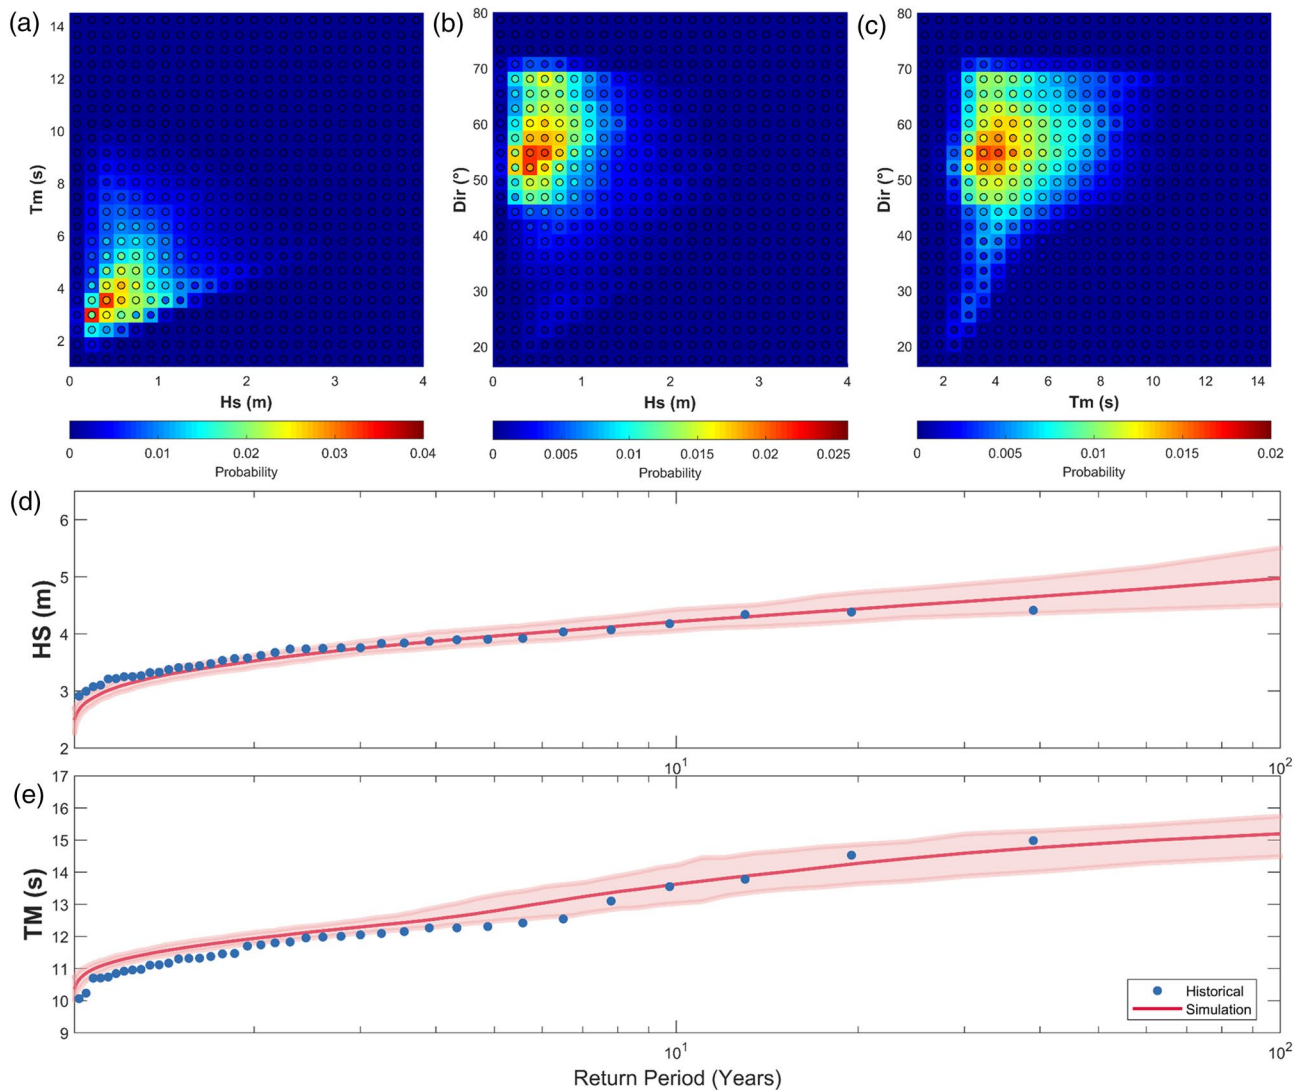 (a)
14
12
10
8
6
4
2
Tm (s)
0 1 2 3 4
Hs (m)
0 0.01 0.02 0.03 0.04
Probability
(b)
80
70
60
50
40
30
20
Dir (°)
0 1 2 3 4
Hs (m)
0 0.005 0.01 0.015 0.02 0.025
Probability
(c)
80
70
60
50
40
30
20
Dir (°)
2 4 6 8 10 12 14
Tm (s)
0 0.005 0.01 0.015 0.02
Probability
(d)
6
5
4
3
2
HS (m)
10¹ 10²
(e)
17
16
15
14
13
12
11
10
9
TM (s)
Historical
Simulation
10¹ 10²
Return Period (Years)